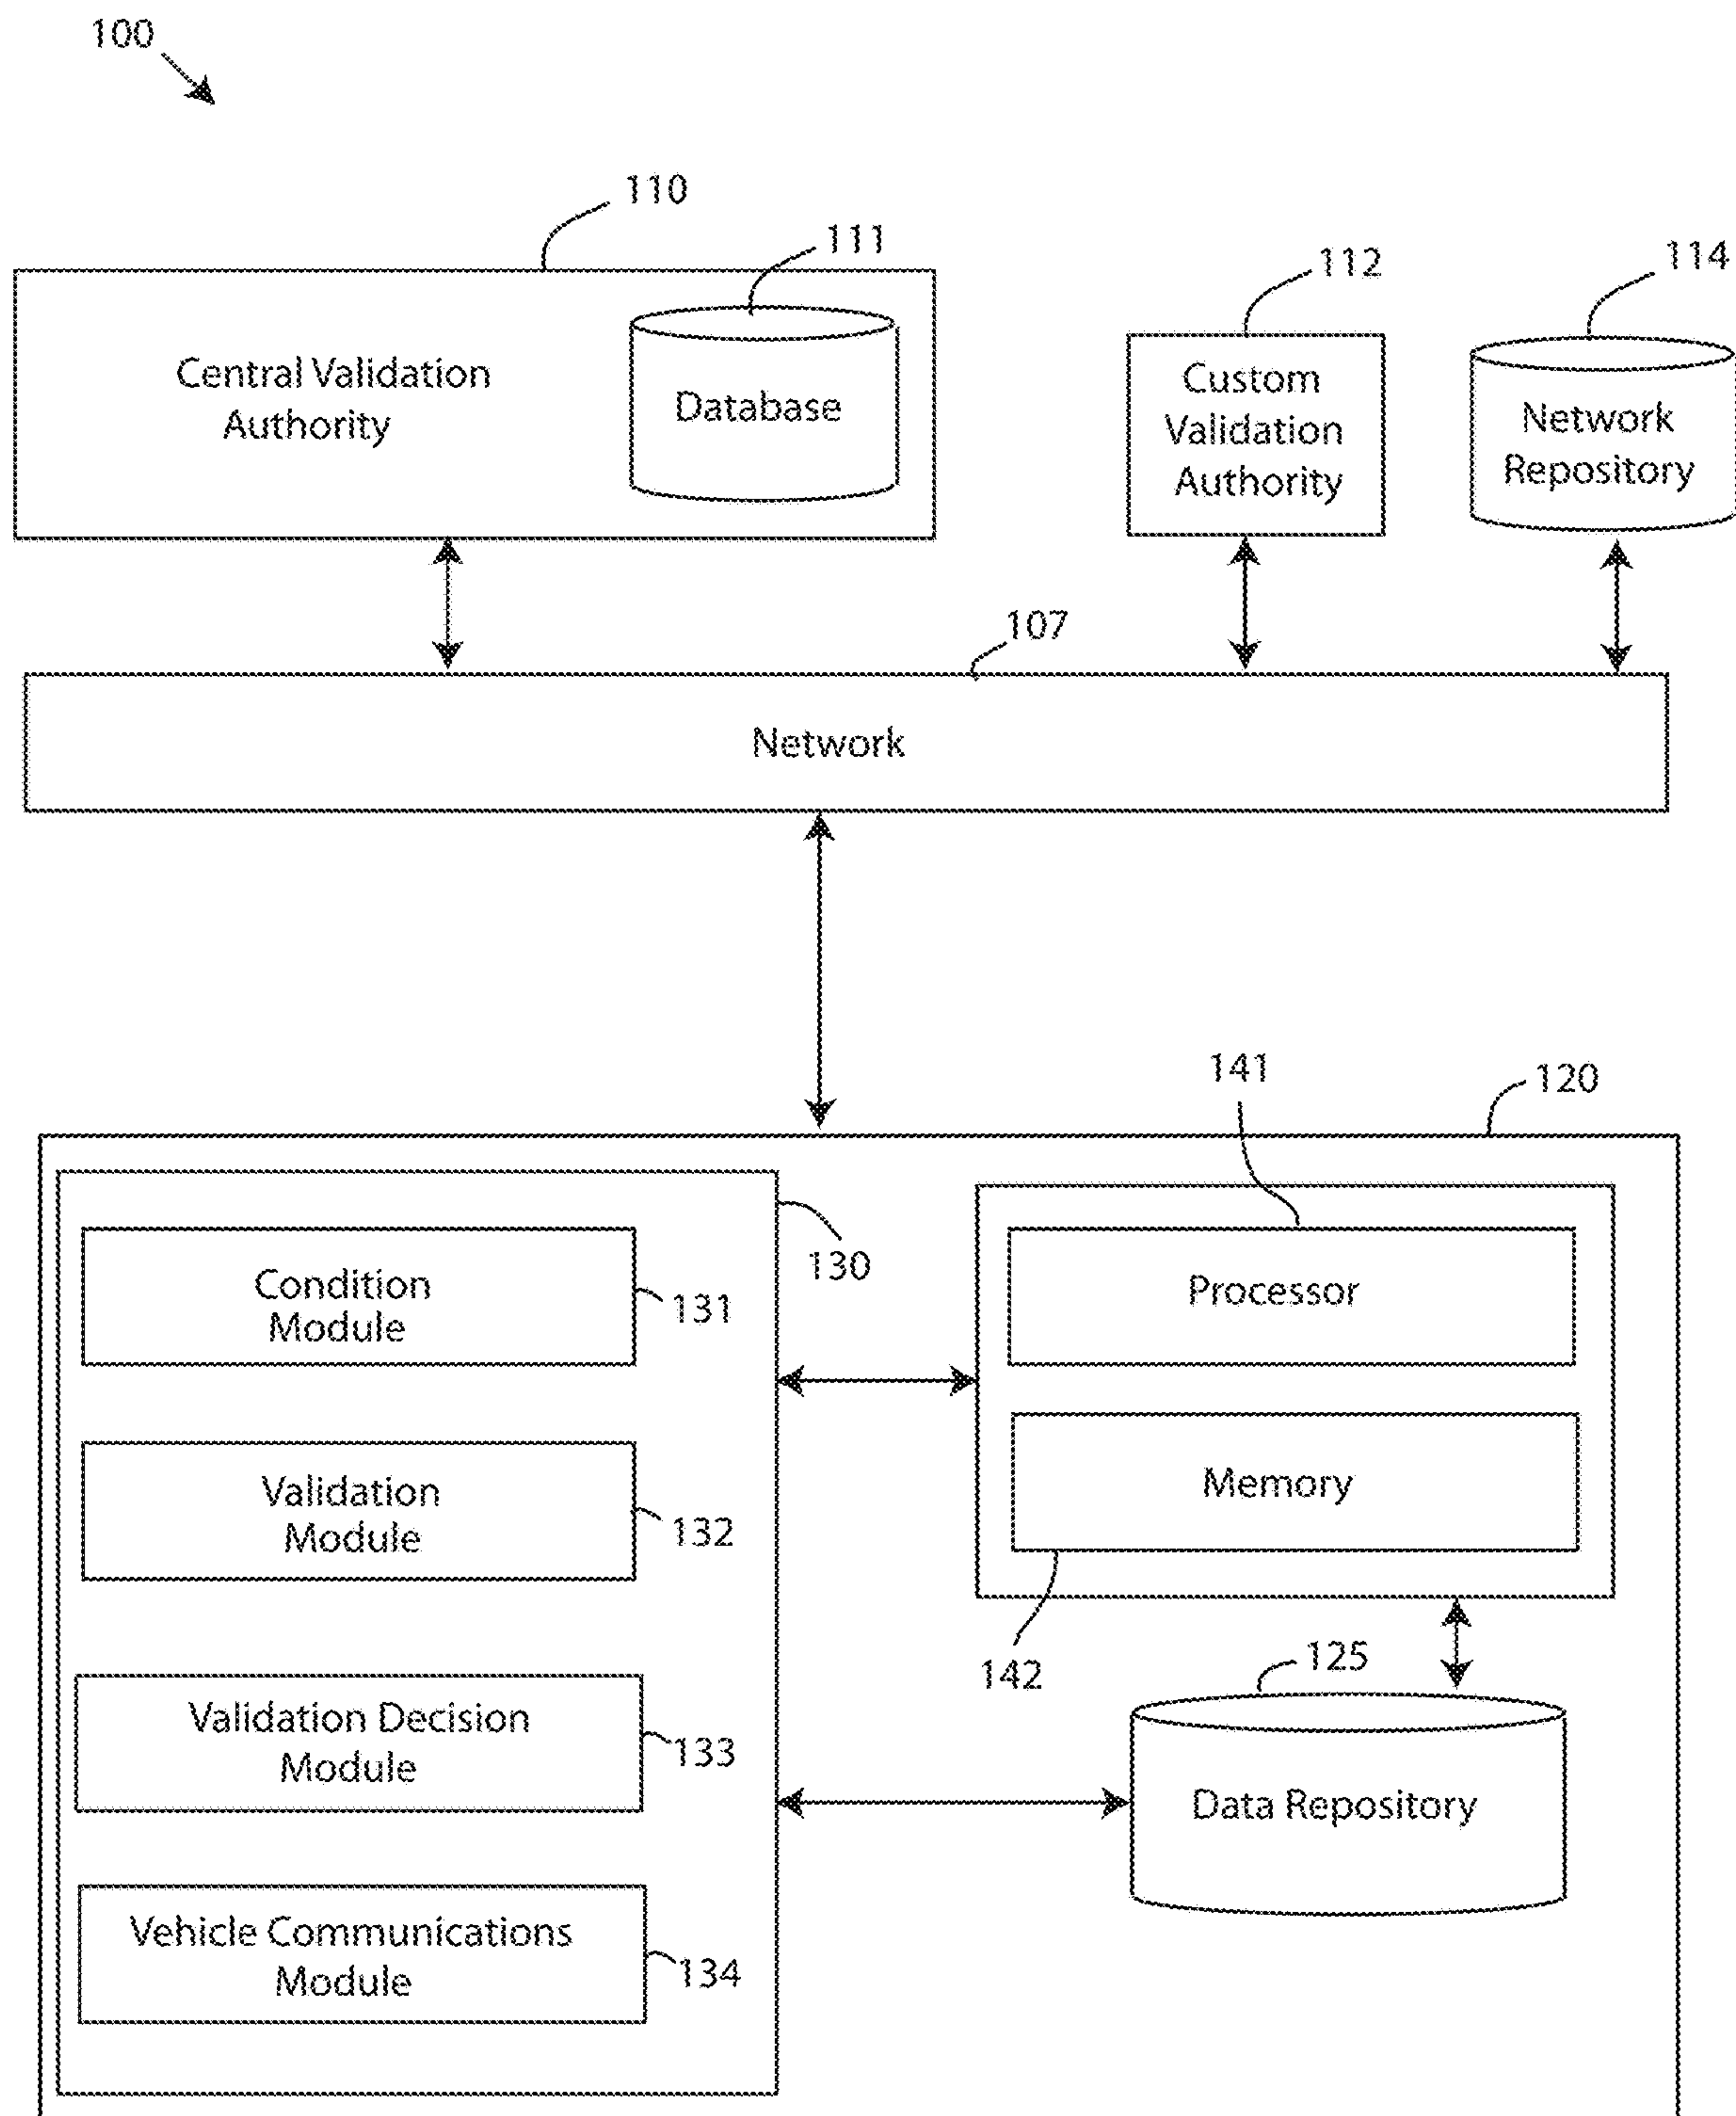 100
110
111
112
114
Central Validation
Authority
Database
Custom
Validation
Authority
Network
Repository
107
Network
141
120
130
Condition
Module
131
Processor
Validation
Module
132
Memory
142
125
Validation Decision
Module
133
Data Repository
Vehicle Communications
Module
134